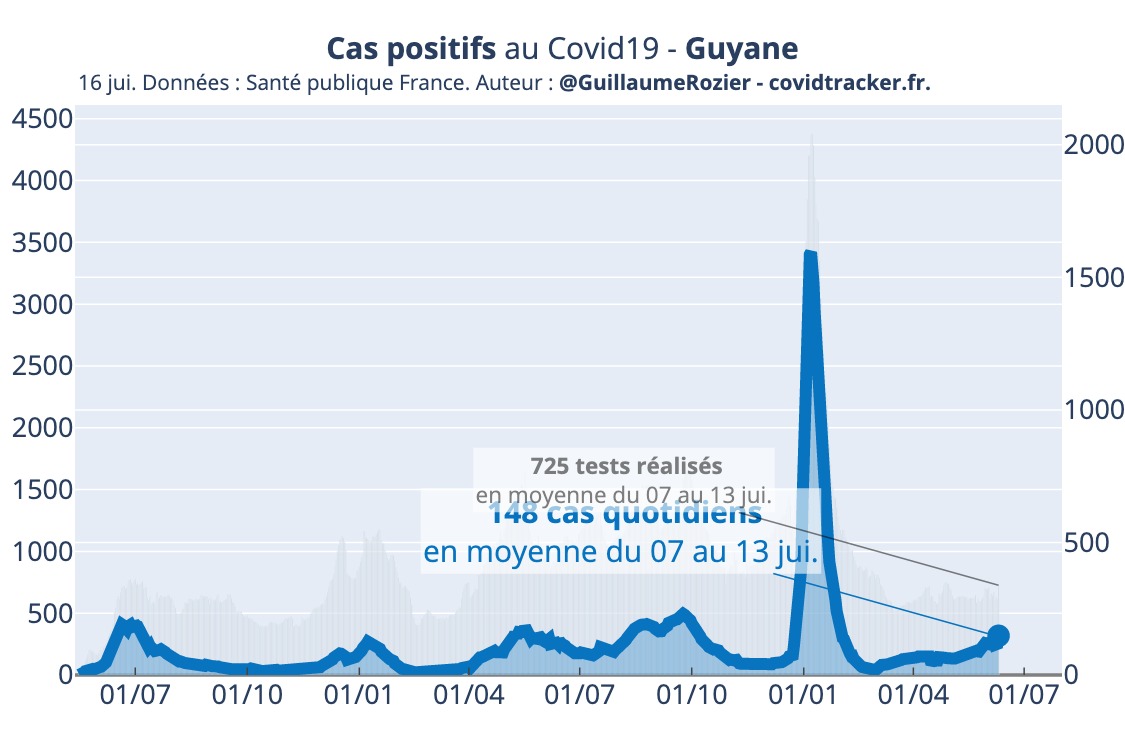 Cas positifs au Covid19 - Guyane
16 jui. Données : Santé publique France. Auteur : @GuillaumeRozier - covidtracker.fr.
4500
4000
3500
3000
2500
2000
1500
1000
500
0
2000
1500
1000
500
0
725 tests réalisés
en moyenne du 07 au 13 jui.
148 cas quotidiens
en moyenne du 07 au 13 jui.
01/07 01/10 01/01 01/04 01/07 01/10 01/01 01/04 01/07